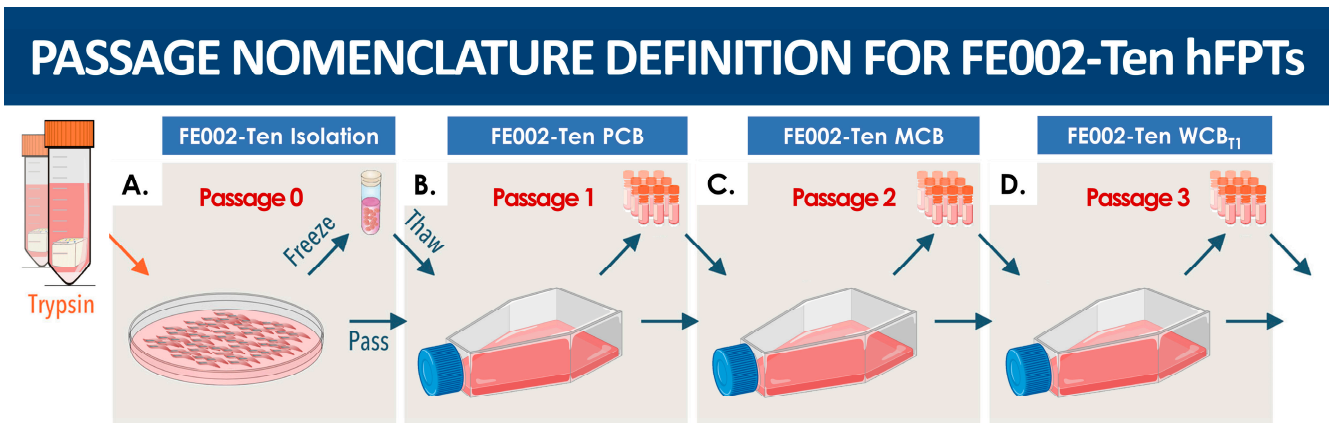 PASSAGE NOMENCLATURE DEFINITION FOR FE002-Ten hFPTs
FE002-Ten Isolation
FE002-Ten PCB
FE002-Ten MCB
FE002-Ten WCBT1
A.
Passage 0
B.
Passage 1
C.
Passage 2
D.
Passage 3
Freeze
Thaw
Trypsin
Pass